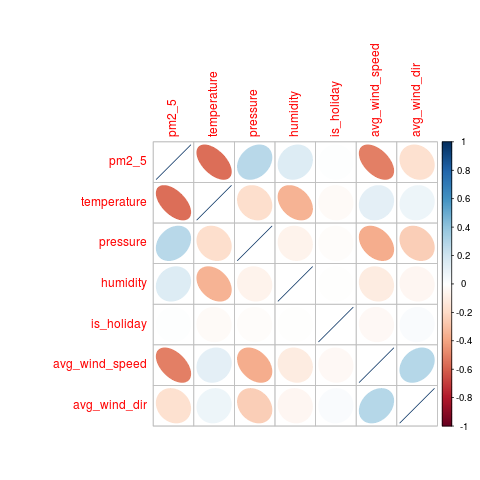 pm2_5
temperature
pressure
humidity
is_holiday
avg_wind_speed
avg_wind_dir
pm2_5
temperature
pressure
humidity
is_holiday
avg_wind_speed
avg_wind_dir
1
0.8
0.6
0.4
0.2
0
-0.2
-0.4
-0.6
-0.8
-1